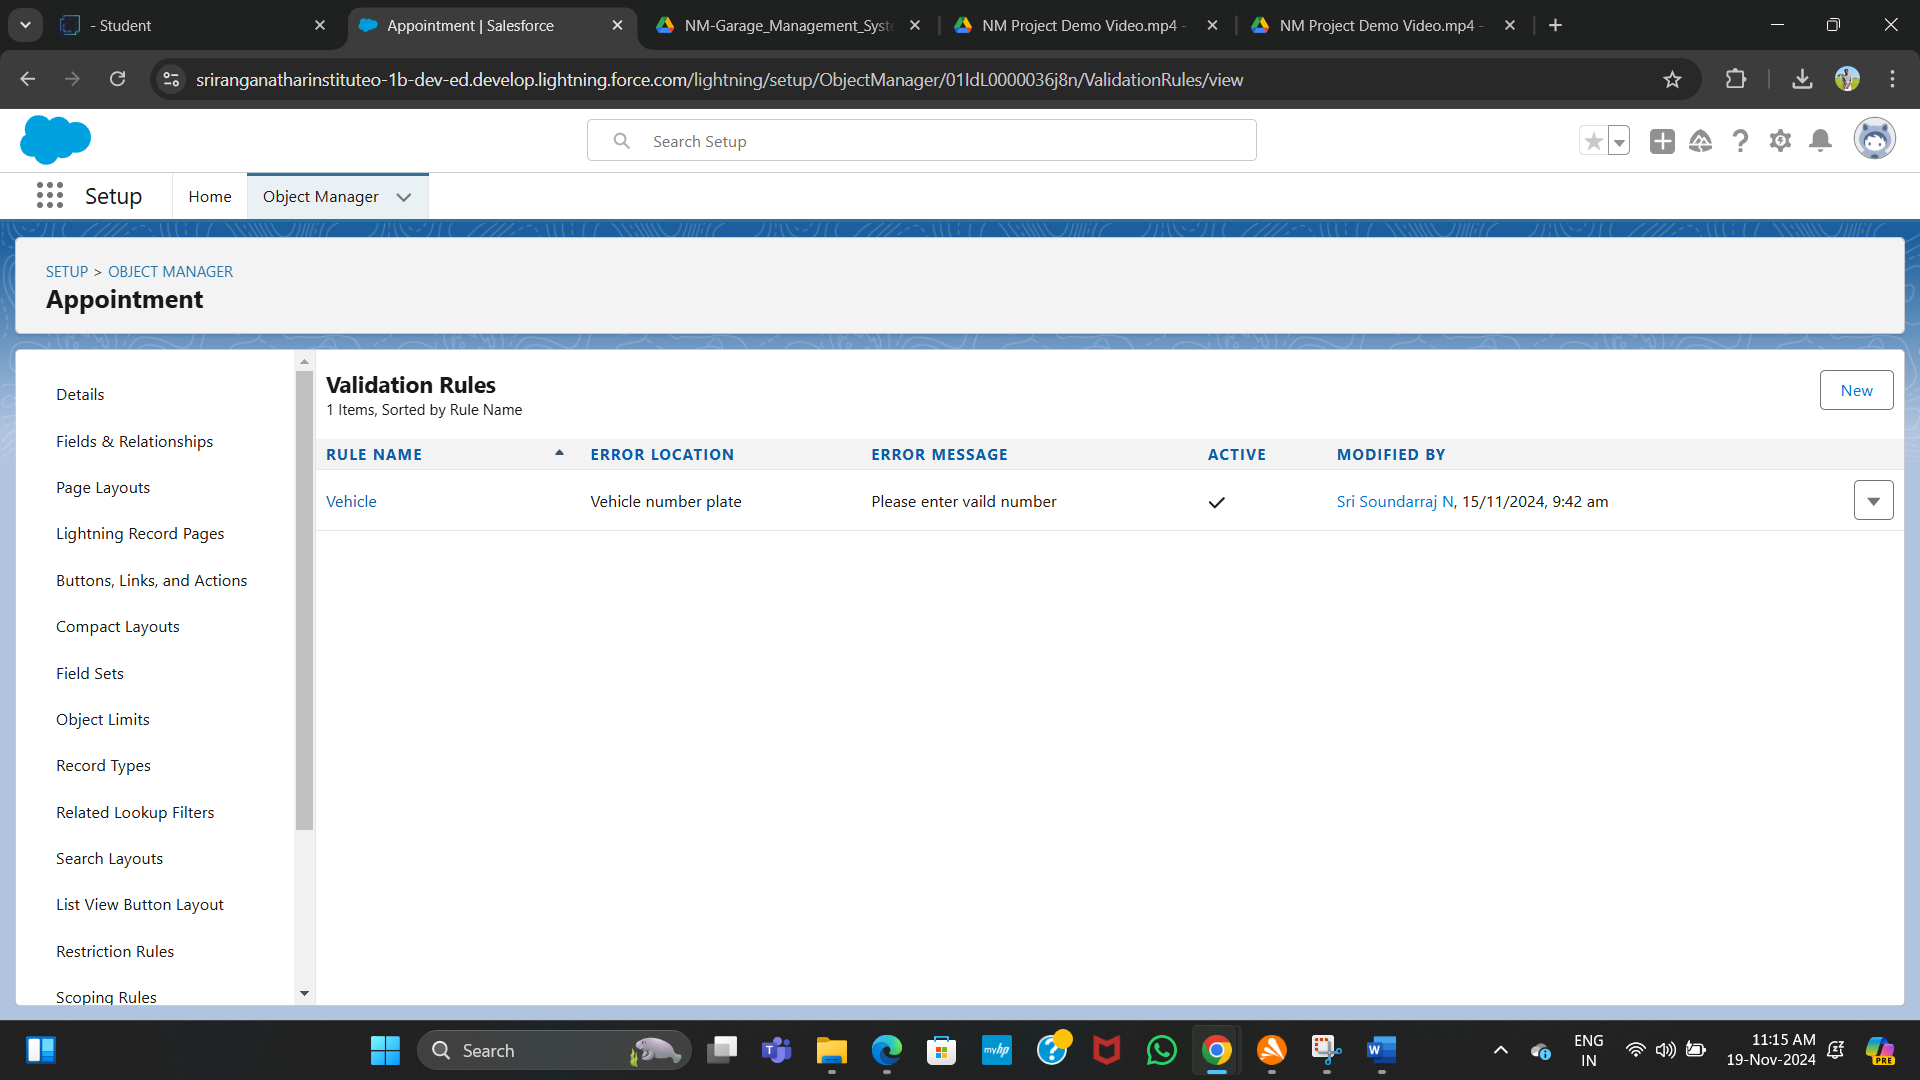 - Student
Appointment | Salesforce
NM-Garage_Management_Syst
NM Project Demo Video.mp4 -
NM Project Demo Video.mp4 -
sriranganatharinstituteo-1b-dev-ed.develop.lightning.force.com/lightning/setup/ObjectManager/01IdL0000036j8n/ValidationRules/view
Search Setup
Setup
Home
Object Manager
SETUP > OBJECT MANAGER
Appointment
Details
Fields & Relationships
Page Layouts
Lightning Record Pages
Buttons, Links, and Actions
Compact Layouts
Field Sets
Object Limits
Record Types
Related Lookup Filters
Search Layouts
List View Button Layout
Restriction Rules
Scoping Rules
Validation Rules
1 Items, Sorted by Rule Name
New
RULE NAME ERROR LOCATION ERROR MESSAGE ACTIVE MODIFIED BY
Vehicle Vehicle number plate Please enter vaild number Sri Soundarraj N, 15/11/2024, 9:42 am
Search
myhp
ENG
IN
11:15 AM
19-Nov-2024
PRE